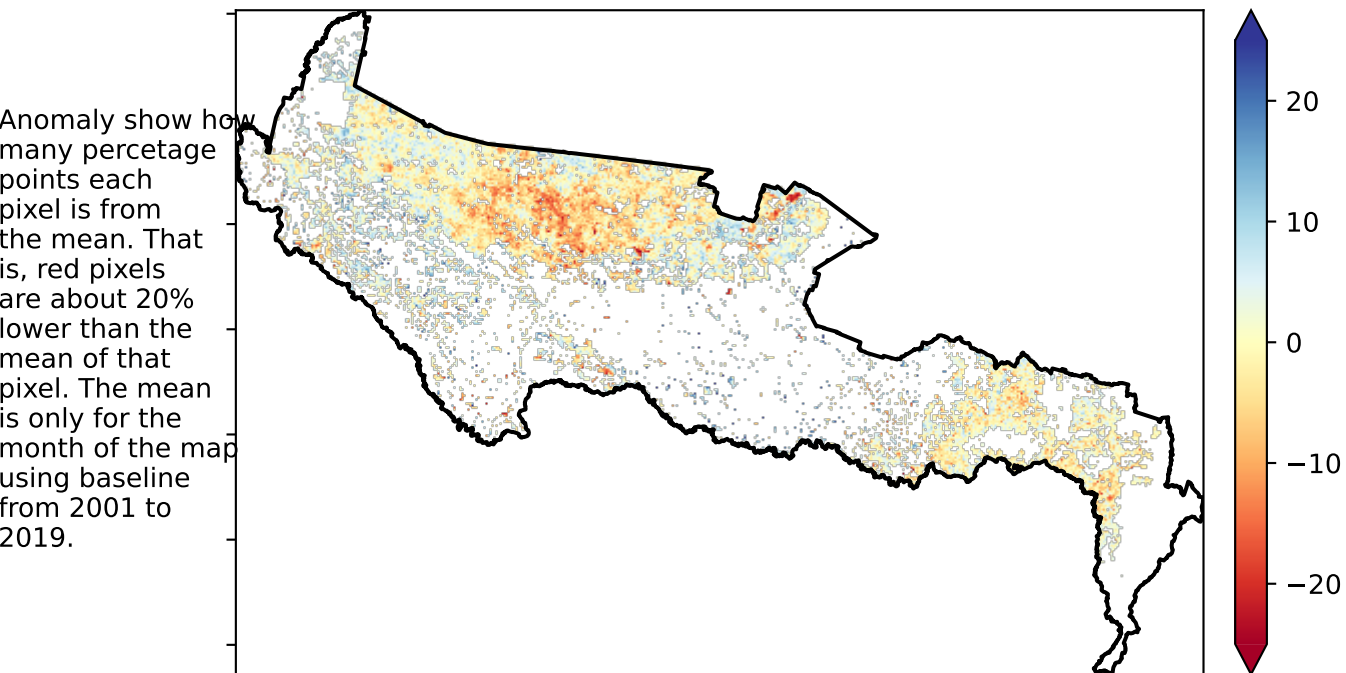 Anomaly show how
many percetage
points each
pixel is from
the mean. That
is, red pixels
are about 20%
lower than the
mean of that
pixel. The mean
is only for the
month of the map
using baseline
from 2001 to
2019.
20
10
0
−10
−20